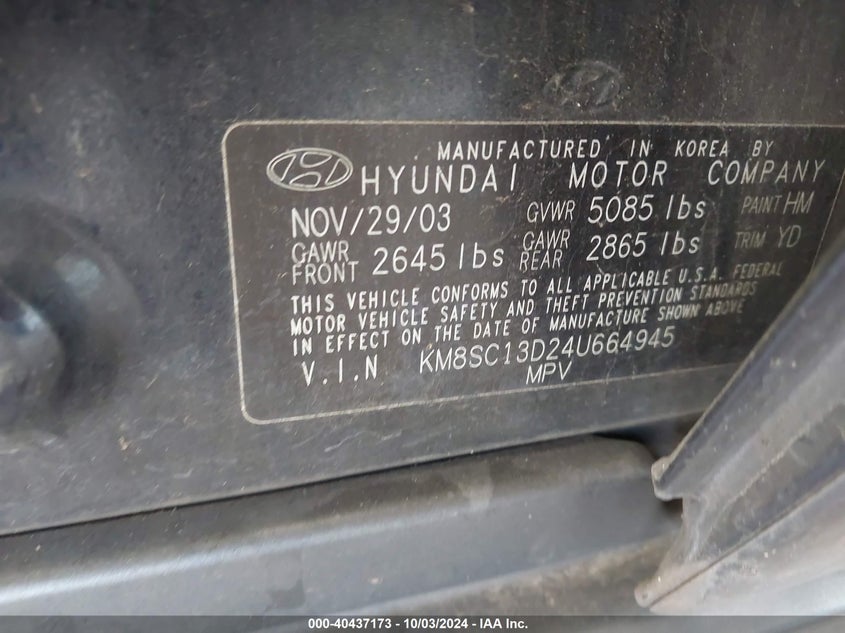 MANUFACTURED IN KOREA BY
HYUNDAI MOTOR COMPANY
NOV/29/03 GVWR 5085 lbs PAINT HM
GAWR FRONT 2645 lbs GAWR REAR 2865 lbs TRIM YD
THIS VEHICLE CONFORMS TO ALL APPLICABLE U.S.A. FEDERAL
MOTOR VEHICLE SAFETY AND THEFT PREVENTION STANDARDS
IN EFFECT ON THE DATE OF MANUFACTURE SHOWN ABOVE
V.I.N KM8SC13D24U664945
MPV
000-40437173 - 10/03/2024 - IAA Inc.